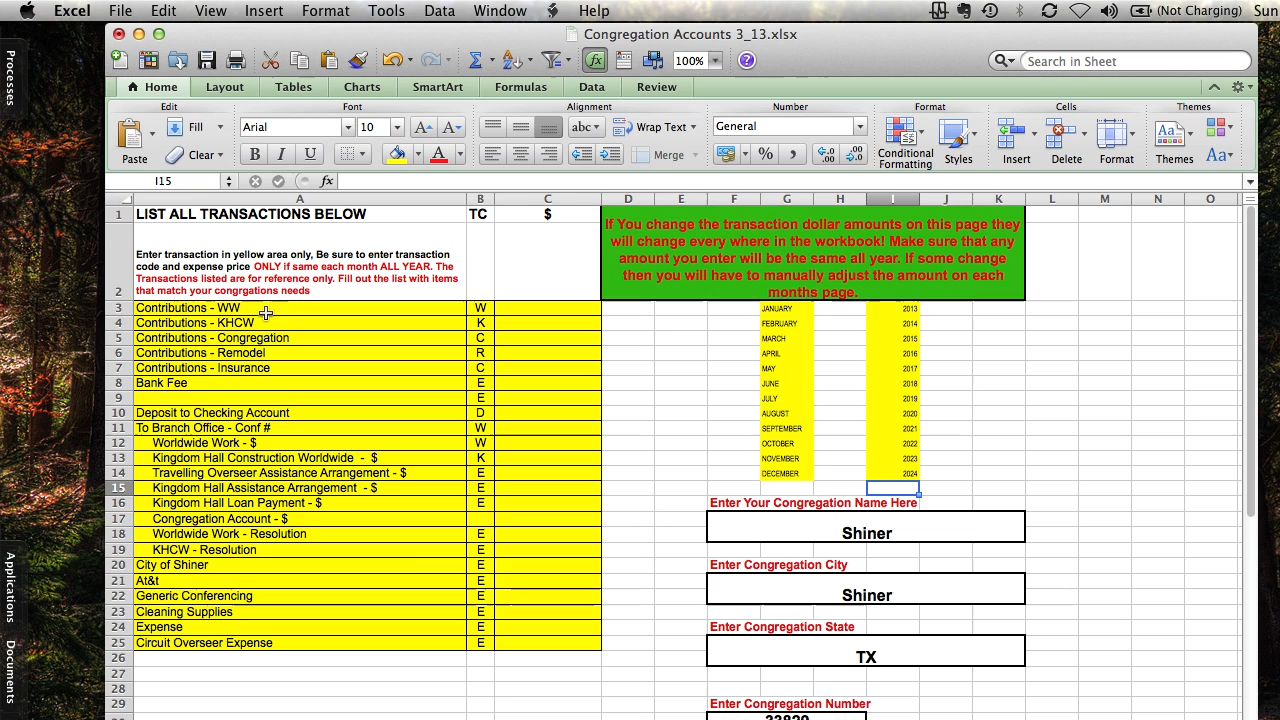 Excel File Edit View Insert Format Tools Data Window Help (Not Charging) Sun
Congregation Accounts 3_13.xlsx
100% Search in Sheet
Home Layout Tables Charts SmartArt Formulas Data Review
Edit Font Alignment Number Format Cells Themes
Fill Arial 10 abc Wrap Text General
Paste Clear B I U A Merge % Conditional Formatting Styles Insert Delete Format Themes Aa
I15 fx
A B C D E F G H I J K L M N O
1 LIST ALL TRANSACTIONS BELOW TC $
If You change the transaction dollar amounts on this page they
will change every where in the workbook! Make sure that any
amount you enter will be the same all year. If some change
then you will have to manually adjust the amount on each
months page.
Enter transaction in yellow area only, Be sure to enter transaction
code and expense price ONLY if same each month ALL YEAR. The
Transactions listed are for reference only. Fill out the list with items
2 that match your congrgations needs
3 Contributions - WW W JANUARY 2013
4 Contributions - KHCW K FEBRUARY 2014
5 Contributions - Congregation C MARCH 2015
6 Contributions - Remodel R APRIL 2016
7 Contributions - Insurance C MAY 2017
8 Bank Fee E JUNE 2018
9 E JULY 2019
10 Deposit to Checking Account D AUGUST 2020
11 To Branch Office - Conf # W SEPTEMBER 2021
12 Worldwide Work - $ W OCTOBER 2022
13 Kingdom Hall Construction Worldwide - $ K NOVEMBER 2023
14 Travelling Overseer Assistance Arrangement - $ E DECEMBER 2024
15 Kingdom Hall Assistance Arrangement - $ E
16 Kingdom Hall Loan Payment - $ E Enter Your Congregation Name Here
17 Congregation Account - $
18 Worldwide Work - Resolution E Shiner
19 KHCW - Resolution E
20 City of Shiner E Enter Congregation City
21 At&t E
22 Generic Conferencing E Shiner
23 Cleaning Supplies E
24 Expense E Enter Congregation State
25 Circuit Overseer Expense E
26 TX
27
28
29 Enter Congregation Number
Processes
Applications
Documents